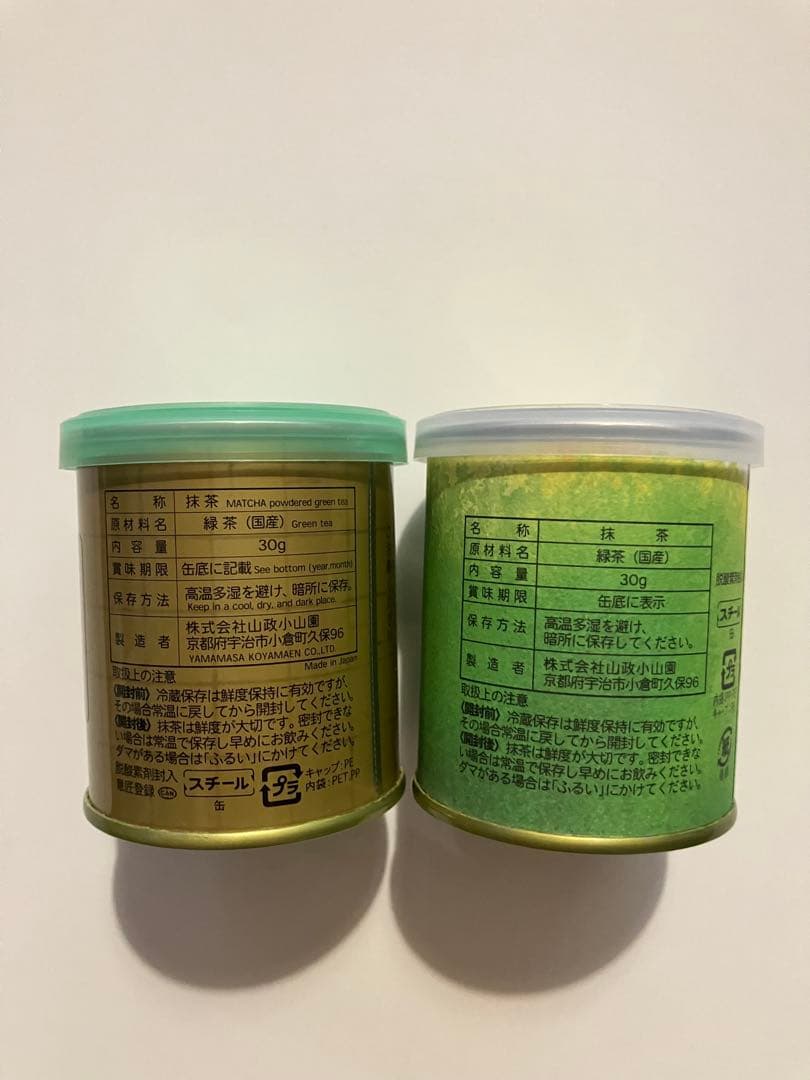 名称 抹茶 MATCHA powdered green tea
原材料名 緑茶（国産） Green tea
内容量 30g
賞味期限 缶底に記載 See bottom (year.month)
保存方法 高温多湿を避け、暗所に保存。
Keep in a cool, dry, and dark place.
製造者 株式会社山政小山園
京都府宇治市小倉町久保96
YAMAMASA KOYAMAEN CO.,LTD.
Made in Japan
取扱上の注意
〈開封前〉冷蔵保存は鮮度保持に有効ですが、
その場合常温に戻してから開封してください。
〈開封後〉抹茶は鮮度が大切です。密封できな
い場合は常温で保存し早めにお飲みください。
ダマがある場合は「ふるい」にかけてください。
脱酸素剤封入
意匠登録 CAN
スチール
缶
プラ
キャップ:PE
内袋:PET,PP
名称 抹茶
原材料名 緑茶（国産）
内容量 30g
賞味期限 缶底に表示
保存方法 高温多湿を避け、
暗所に保存してください。
製造者 株式会社山政小山園
京都府宇治市小倉町久保96
取扱上の注意
〈開封前〉冷蔵保存は鮮度保持に有効ですが、
その場合常温に戻してから開封してください。
〈開封後〉抹茶は鮮度が大切です。密封できな
い場合は常温で保存し早めにお飲みください。
ダマがある場合は「ふるい」にかけてください。
脱酸素剤
スチール
缶